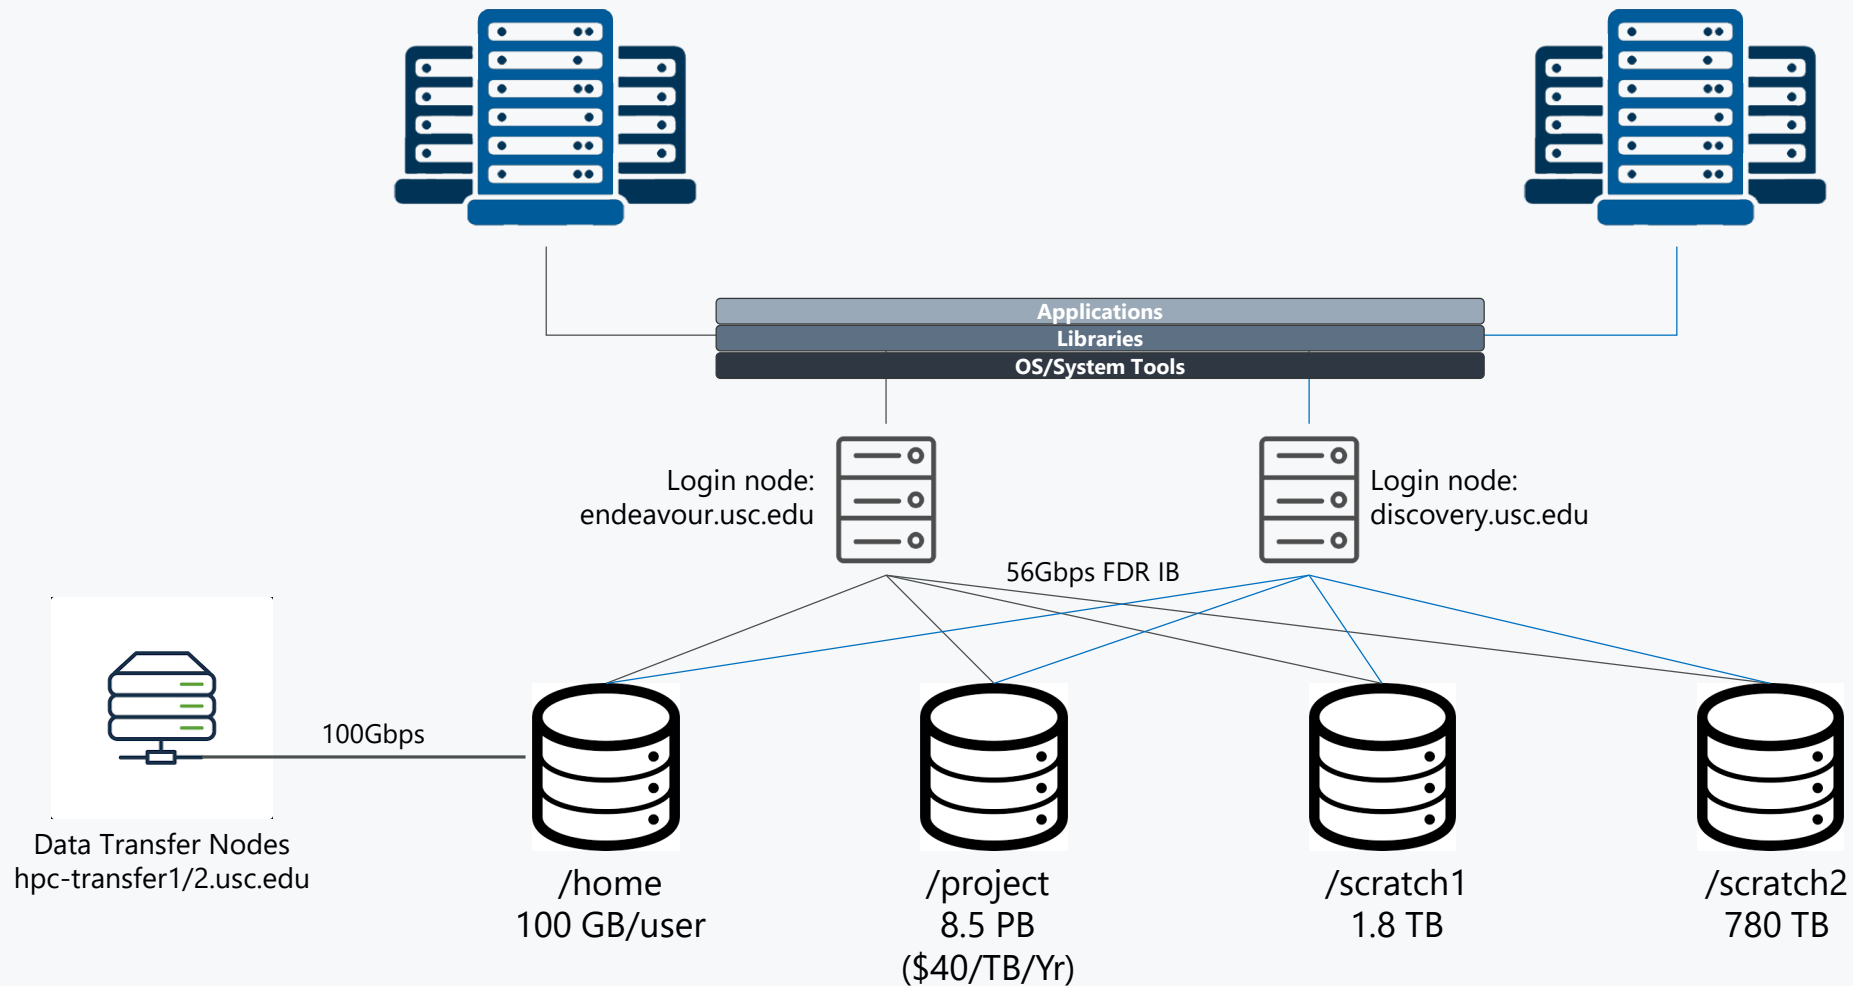 Applications
Libraries
OS/System Tools
Login node:
endeavour.usc.edu
Login node:
discovery.usc.edu
56Gbps FDR IB
100Gbps
Data Transfer Nodes
hpc-transfer1/2.usc.edu
/home
100 GB/user
/project
8.5 PB
($40/TB/Yr)
/scratch1
1.8 TB
/scratch2
780 TB